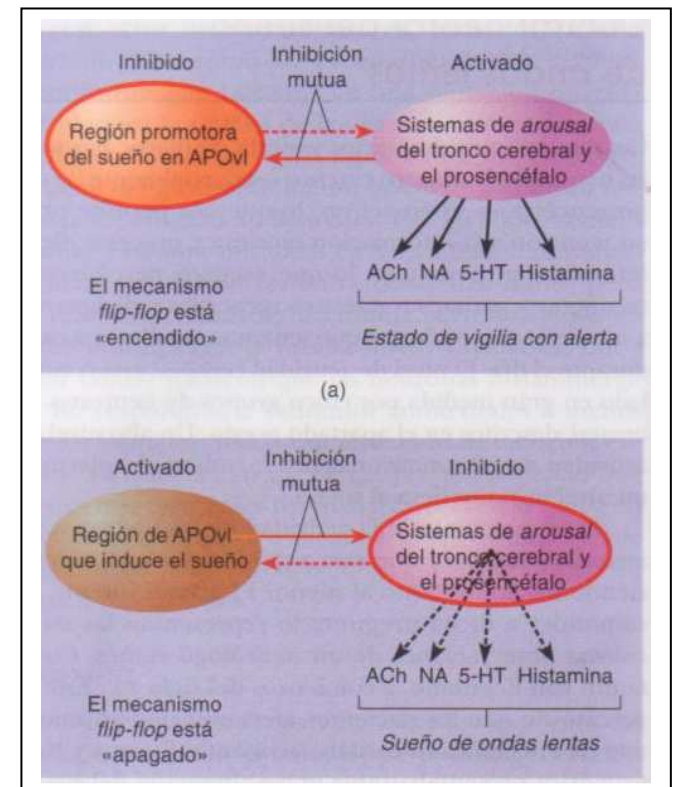 Inhibido
Inhibición
mutua
Activado
Región promotora
del sueño en APOvl
Sistemas de arousal
del tronco cerebral y
el prosencéfalo
ACh NA 5-HT Histamina
El mecanismo
flip-flop está
«encendido»
Estado de vigilia con alerta
(a)
Activado
Inhibición
mutua
Inhibido
Región de APOvl
que induce el sueño
Sistemas de arousal
del tronco cerebral y
el prosencéfalo
ACh NA 5-HT Histamina
El mecanismo
flip-flop está
«apagado»
Sueño de ondas lentas